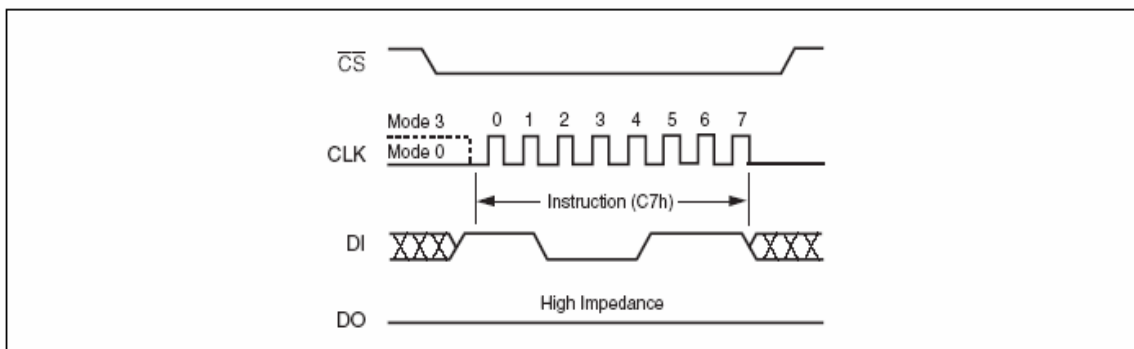 CS
Mode 3
0 1 2 3 4 5 6 7
CLK
Mode 0
Instruction (C7h)
DI
High Impedance
DO